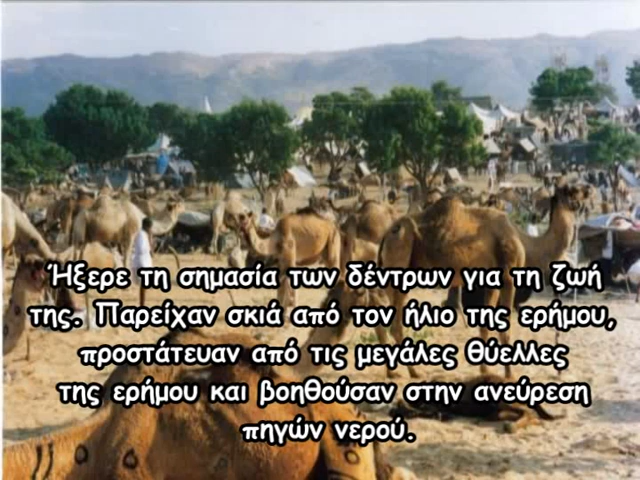 Ήξερε τη σημασία των δέντρων για τη ζωή
της. Παρείχαν σκιά από τον ήλιο της ερήμου,
προστάτευαν από τις μεγάλες θύελλες
της ερήμου και βοηθούσαν στην ανεύρεση
πηγών νερού.